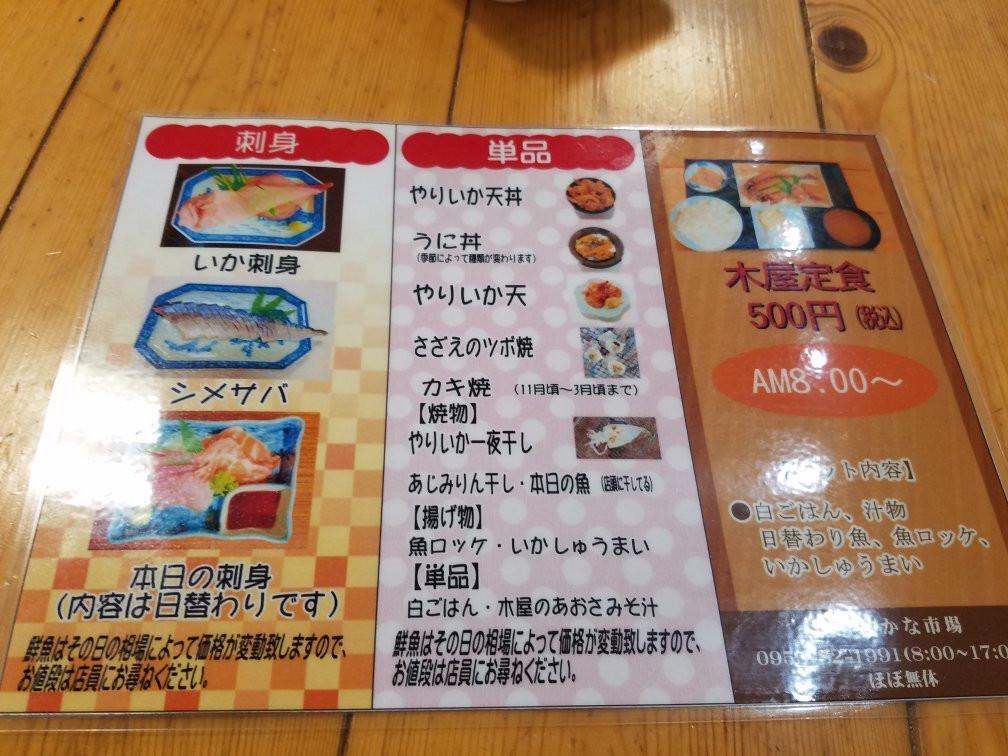 刺身
いか刺身
シメサバ
本日の刺身
(内容は日替わりです)
鮮魚はその日の相場によって価格が変動致しますので、
お値段は店員にお尋ねください。
単品
やりいか天丼
うに丼
(季節によって種類が変わります)
やりいか天
さざえのツボ焼
カキ焼 (11月頃～3月頃まで)
【焼物】
やりいか一夜干し
あじみりん干し・本日の魚 (店頭に干してる)
【揚げ物】
魚ロッケ・いかしゅうまい
【単品】
白ごはん・木屋のあおさみそ汁
鮮魚はその日の相場によって価格が変動致しますので、
お値段は店員にお尋ねください。
木屋定食
500円 (税込)
AM8:00～
ット内容】
●白ごはん、汁物
日替わり魚、魚ロッケ、
いかしゅうまい
かな市場
1991(8:00～17:0
ほぼ無休